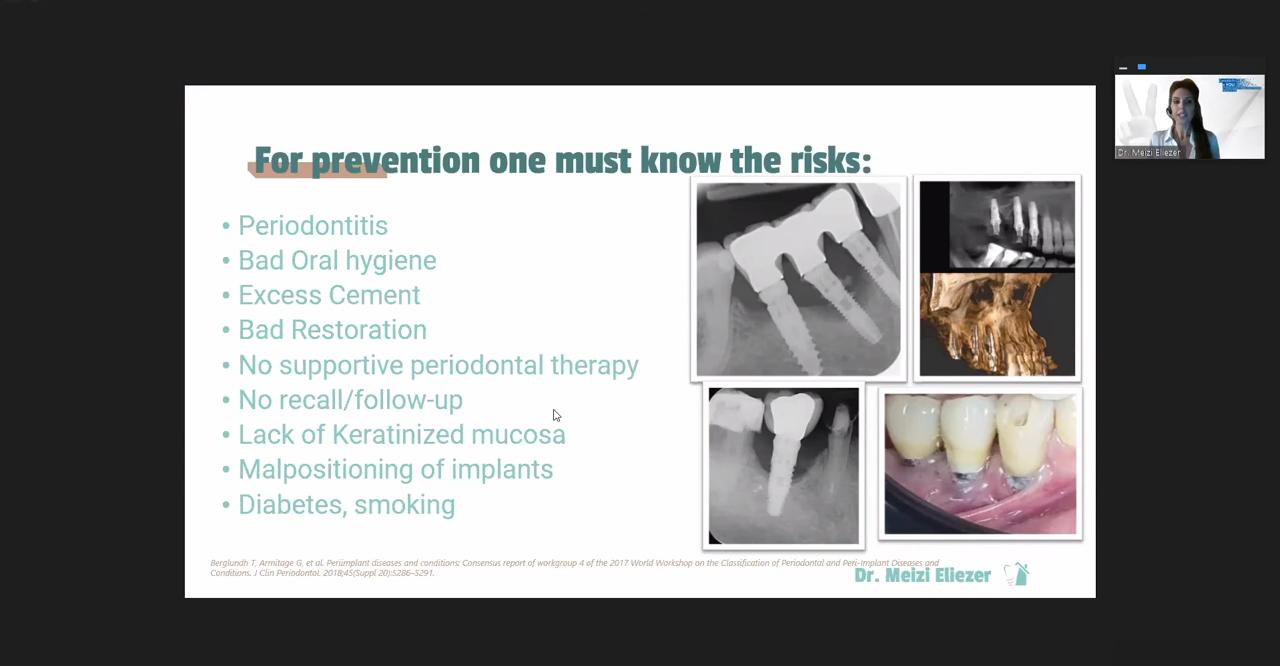 For prevention one must know the risks:
• Periodontitis
• Bad Oral hygiene
• Excess Cement
• Bad Restoration
• No supportive periodontal therapy
• No recall/follow-up
• Lack of Keratinized mucosa
• Malpositioning of implants
• Diabetes, smoking
Berglundh T, Armitage G, et al. Periimplant diseases and conditions: Consensus report of workgroup 4 of the 2017 World Workshop on the Classification of Periodontal and Peri-Implant Diseases and
Conditions. J Clin Periodontol. 2018;45(Suppl 20):S286–S291.
Dr. Meizi Eliezer
YOU
Dr. Meizi Eliezer